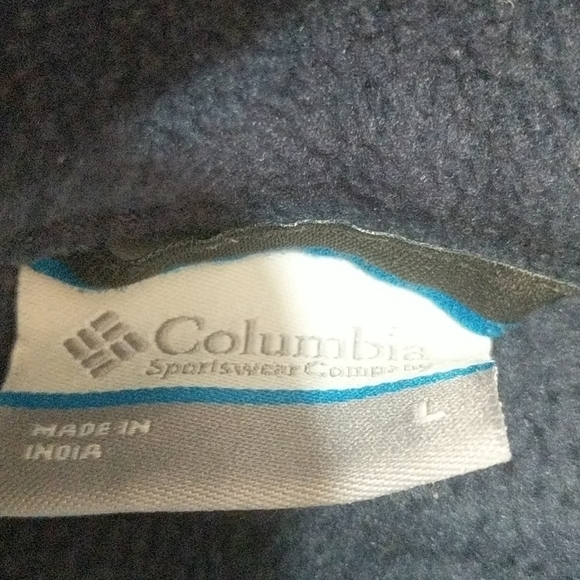 Columbia
Sportswear Company
L
MADE IN
INDIA